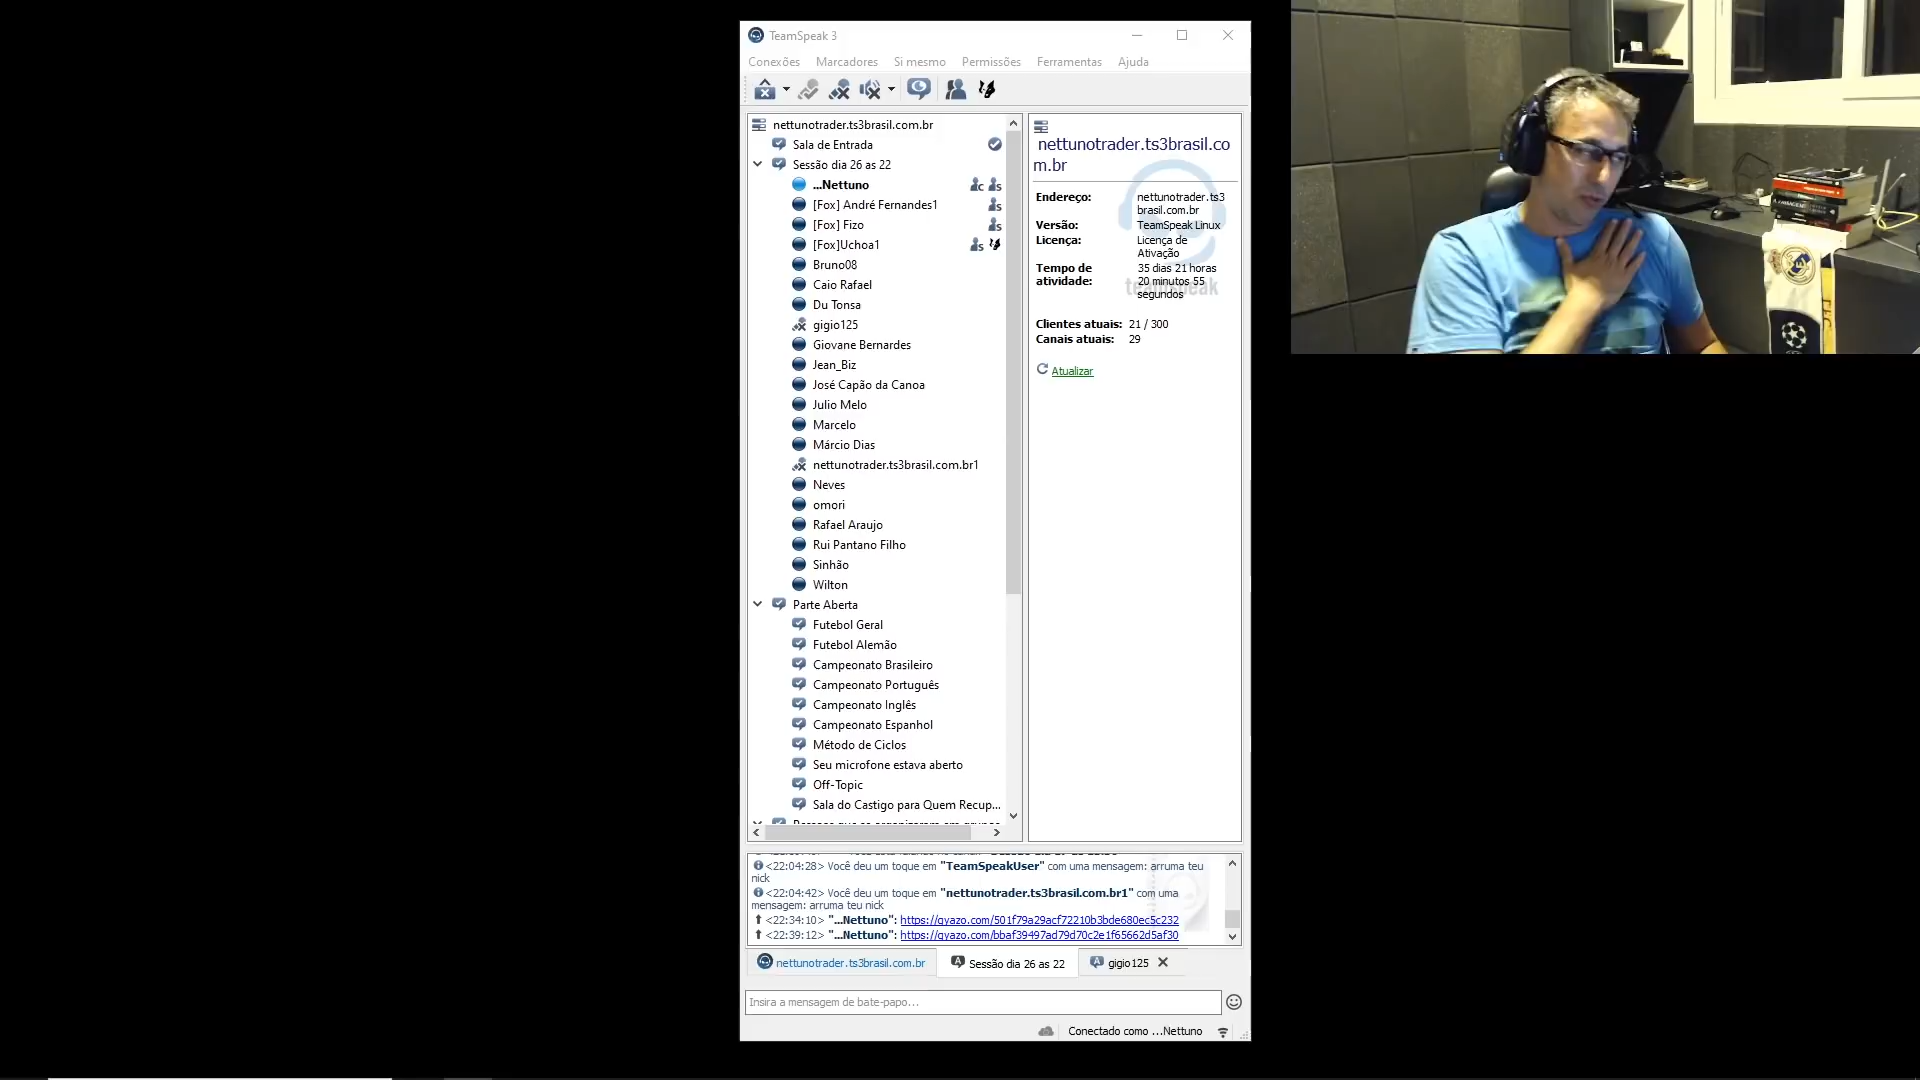 TeamSpeak 3
Conexões Marcadores Si mesmo Permissões Ferramentas Ajuda
nettunotrader.ts3brasil.com.br
Sala de Entrada
Sessão dia 26 as 22
...Nettuno
[Fox] André Fernandes1
[Fox] Fizo
[Fox]Uchoa1
Bruno08
Caio Rafael
Du Tonsa
gigio125
Giovane Bernardes
Jean_Biz
José Capão da Canoa
Julio Melo
Marcelo
Márcio Dias
nettunotrader.ts3brasil.com.br1
Neves
omori
Rafael Araujo
Rui Pantano Filho
Sinhão
Wilton
Parte Aberta
Futebol Geral
Futebol Alemão
Campeonato Brasileiro
Campeonato Português
Campeonato Inglês
Campeonato Espanhol
Método de Ciclos
Seu microfone estava aberto
Off-Topic
Sala do Castigo para Quem Recup...
nettunotrader.ts3brasil.co
m.br
Endereço: nettunotrader.ts3
brasil.com.br
Versão: TeamSpeak Linux
Licença: Licença de
Ativação
Tempo de 35 dias 21 horas
atividade: 20 minutos 55
segundos
teamspeak
Clientes atuais: 21 / 300
Canais atuais: 29
Atualizar
<22:04:28> Você deu um toque em "TeamSpeakUser" com uma mensagem: arruma teu
nick
<22:04:42> Você deu um toque em "nettunotrader.ts3brasil.com.br1" com uma
mensagem: arruma teu nick
<22:34:10> "...Nettuno": https://gyazo.com/501f79a29acf72210b3bde680ec5c232
<22:39:12> "...Nettuno": https://gyazo.com/bbaf39497ad79d70c2e1f65662d5af30
nettunotrader.ts3brasil.com.br Sessão dia 26 as 22 gigio125
Insira a mensagem de bate-papo...
Conectado como ...Nettuno